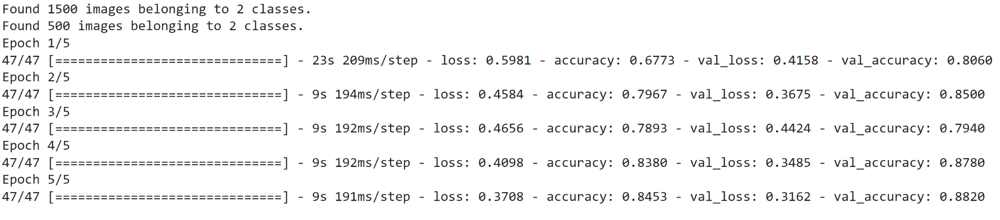 Found 1500 images belonging to 2 classes.
Found 500 images belonging to 2 classes.
Epoch 1/5
47/47 [==============================] - 23s 209ms/step - loss: 0.5981 - accuracy: 0.6773 - val_loss: 0.4158 - val_accuracy: 0.8060
Epoch 2/5
47/47 [==============================] - 9s 194ms/step - loss: 0.4584 - accuracy: 0.7967 - val_loss: 0.3675 - val_accuracy: 0.8500
Epoch 3/5
47/47 [==============================] - 9s 192ms/step - loss: 0.4656 - accuracy: 0.7893 - val_loss: 0.4424 - val_accuracy: 0.7940
Epoch 4/5
47/47 [==============================] - 9s 192ms/step - loss: 0.4098 - accuracy: 0.8380 - val_loss: 0.3485 - val_accuracy: 0.8780
Epoch 5/5
47/47 [==============================] - 9s 191ms/step - loss: 0.3708 - accuracy: 0.8453 - val_loss: 0.3162 - val_accuracy: 0.8820